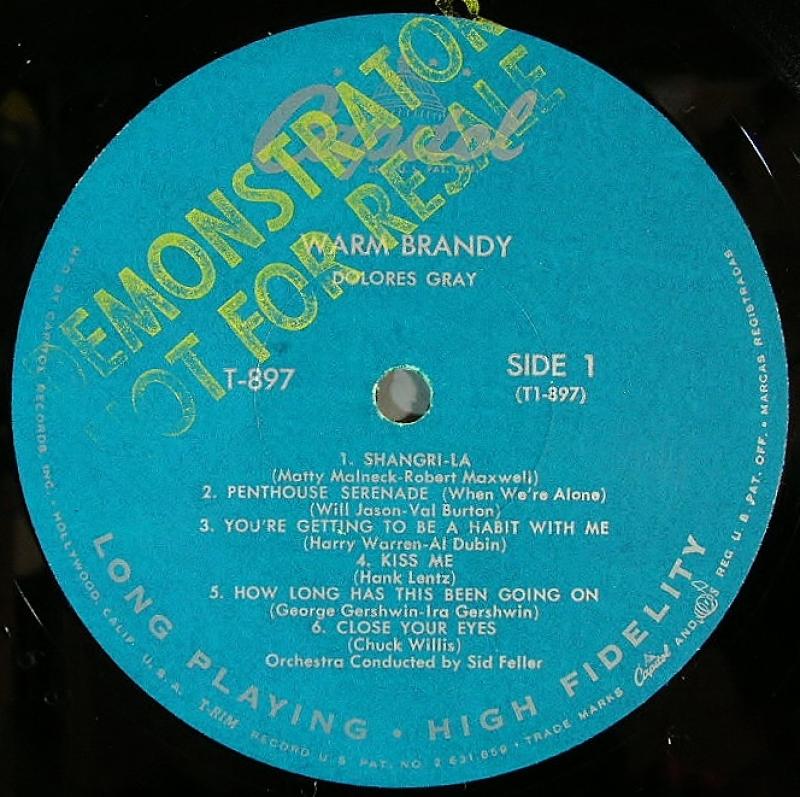 DEMONSTRATOR
NOT FOR RESALE
Capitol
REG. U.S. PAT. OFF.
WARM BRANDY
DOLORES GRAY
T-897
SIDE 1
(T1-897)
1. SHANGRI-LA
(Matty Malneck-Robert Maxwell)
2. PENTHOUSE SERENADE (When We're Alone)
(Will Jason-Val Burton)
3. YOU'RE GETTING TO BE A HABIT WITH ME
(Harry Warren-Al Dubin)
4. KISS ME
(Hank Lentz)
5. HOW LONG HAS THIS BEEN GOING ON
(George Gershwin-Ira Gershwin)
6. CLOSE YOUR EYES
(Chuck Willis)
Orchestra Conducted by Sid Feller
LONG PLAYING • HIGH FIDELITY
MFD. BY CAPITOL RECORDS, INC. • HOLLYWOOD, CALIF. U. S. A. T-RIM RECORD U S PAT. NO 2 631 859 • TRADE MARKS Capitol AND REG U S PAT. OFF. • MARCAS REGISTRADAS